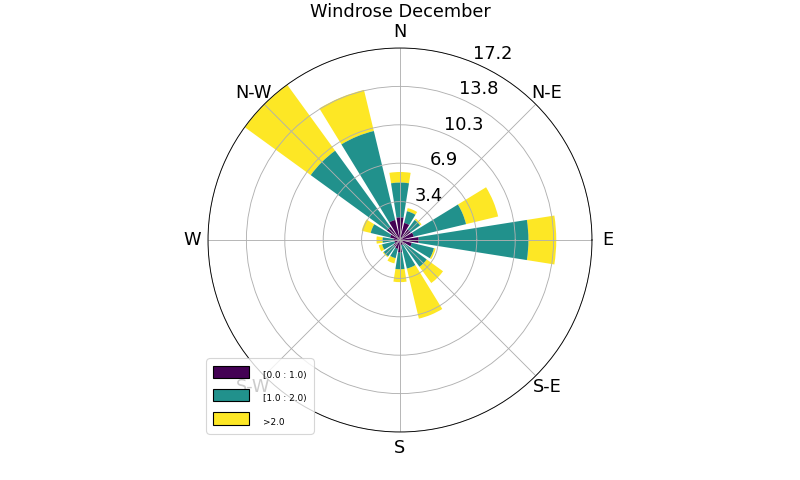 Windrose December
N
17.2
N-W
13.8
N-E
10.3
6.9
3.4
W
E
[0.0 : 1.0)
S-W
[1.0 : 2.0)
>2.0
S-E
S